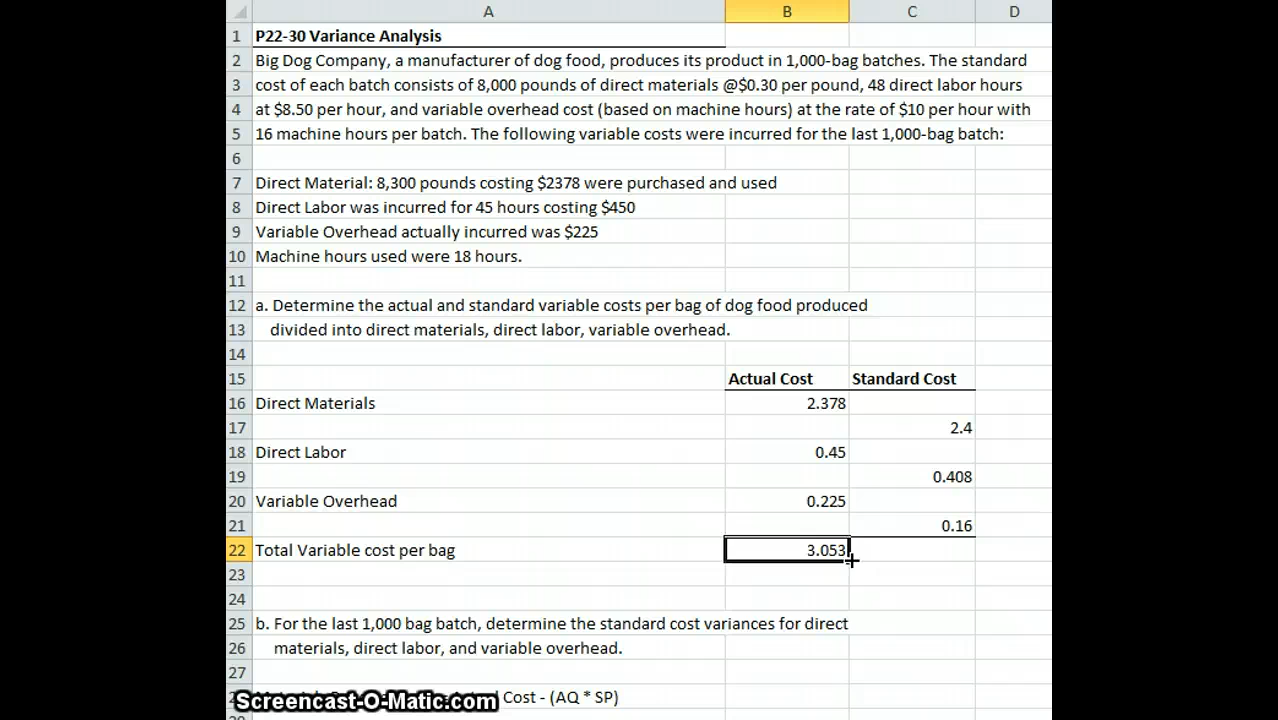 A B C D
1 P22-30 Variance Analysis
2 Big Dog Company, a manufacturer of dog food, produces its product in 1,000-bag batches. The standard
3 cost of each batch consists of 8,000 pounds of direct materials @$0.30 per pound, 48 direct labor hours
4 at $8.50 per hour, and variable overhead cost (based on machine hours) at the rate of $10 per hour with
5 16 machine hours per batch. The following variable costs were incurred for the last 1,000-bag batch:
6
7 Direct Material: 8,300 pounds costing $2378 were purchased and used
8 Direct Labor was incurred for 45 hours costing $450
9 Variable Overhead actually incurred was $225
10 Machine hours used were 18 hours.
11
12 a. Determine the actual and standard variable costs per bag of dog food produced
13 divided into direct materials, direct labor, variable overhead.
14
15 Actual Cost Standard Cost
16 Direct Materials 2.378
17 2.4
18 Direct Labor 0.45
19 0.408
20 Variable Overhead 0.225
21 0.16
22 Total Variable cost per bag 3.053
23
24
25 b. For the last 1,000 bag batch, determine the standard cost variances for direct
26 materials, direct labor, and variable overhead.
27
Cost - (AQ * SP)
Screencast-O-Matic.com